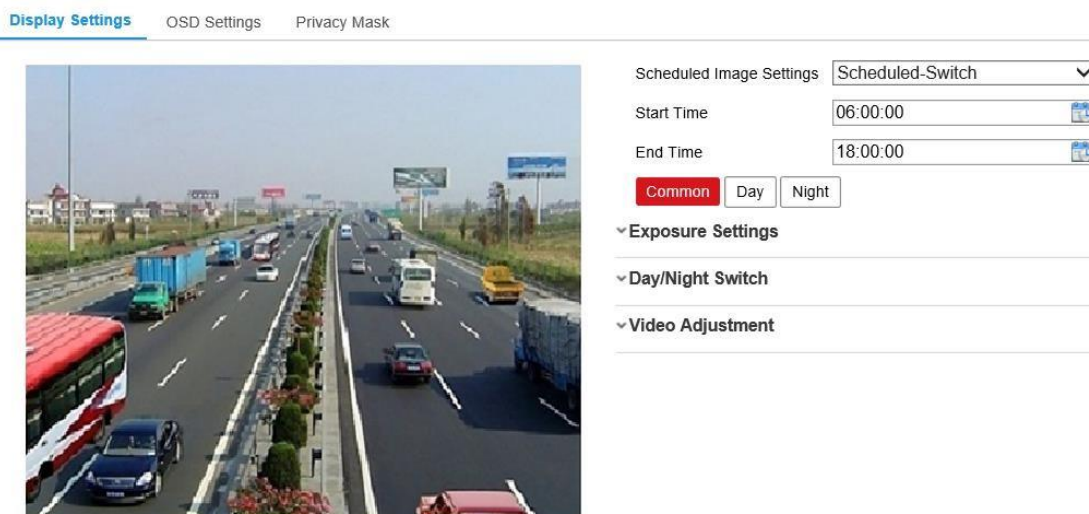 Display Settings OSD Settings Privacy Mask
Scheduled Image Settings Scheduled-Switch
Start Time 06:00:00
End Time 18:00:00
Common Day Night
Exposure Settings
Day/Night Switch
Video Adjustment